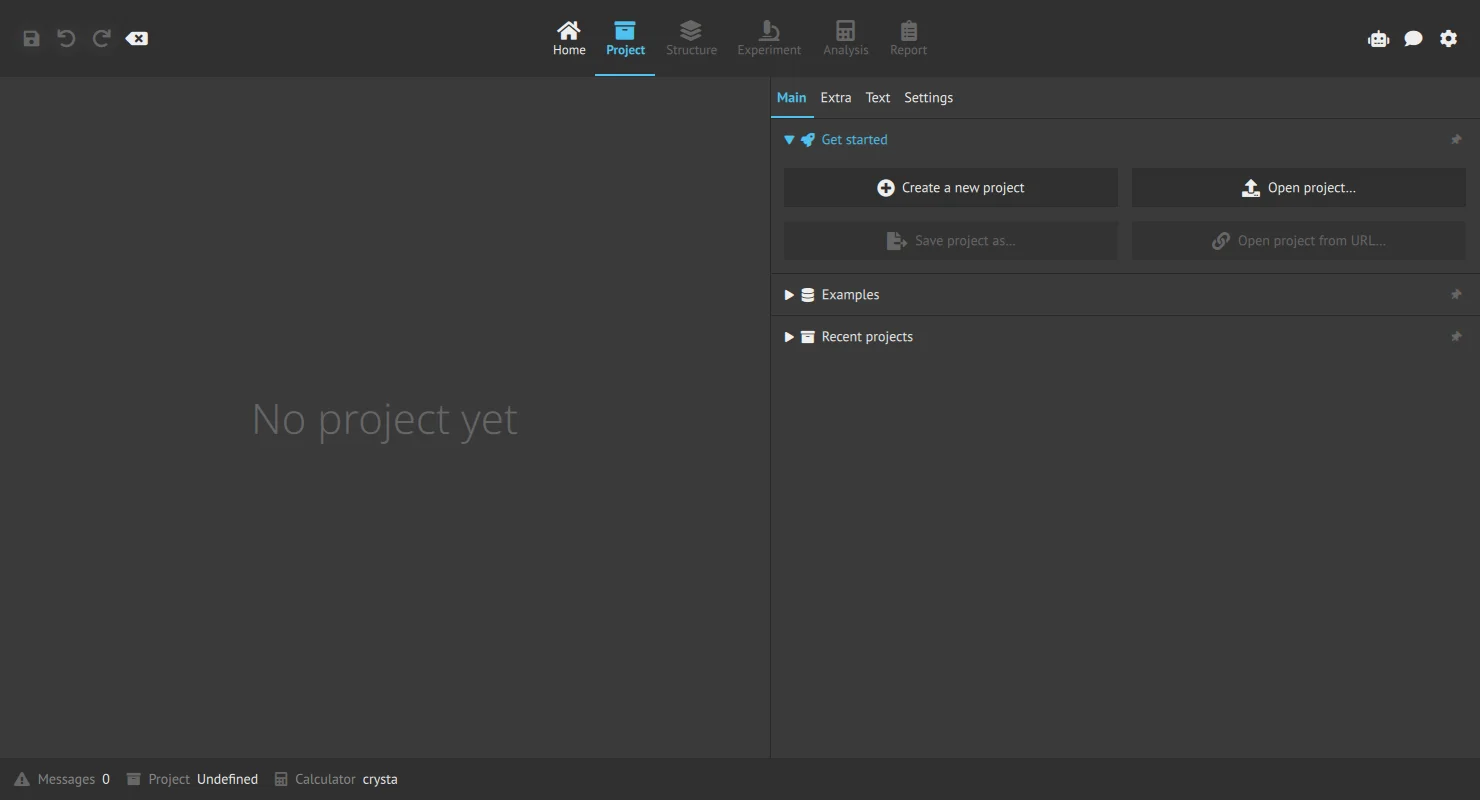 Home Project Structure Experiment Analysis Report
Main Extra Text Settings
Get started
Create a new project Open project...
Save project as... Open project from URL...
Examples
Recent projects
No project yet
Messages 0 Project Undefined Calculator crysta